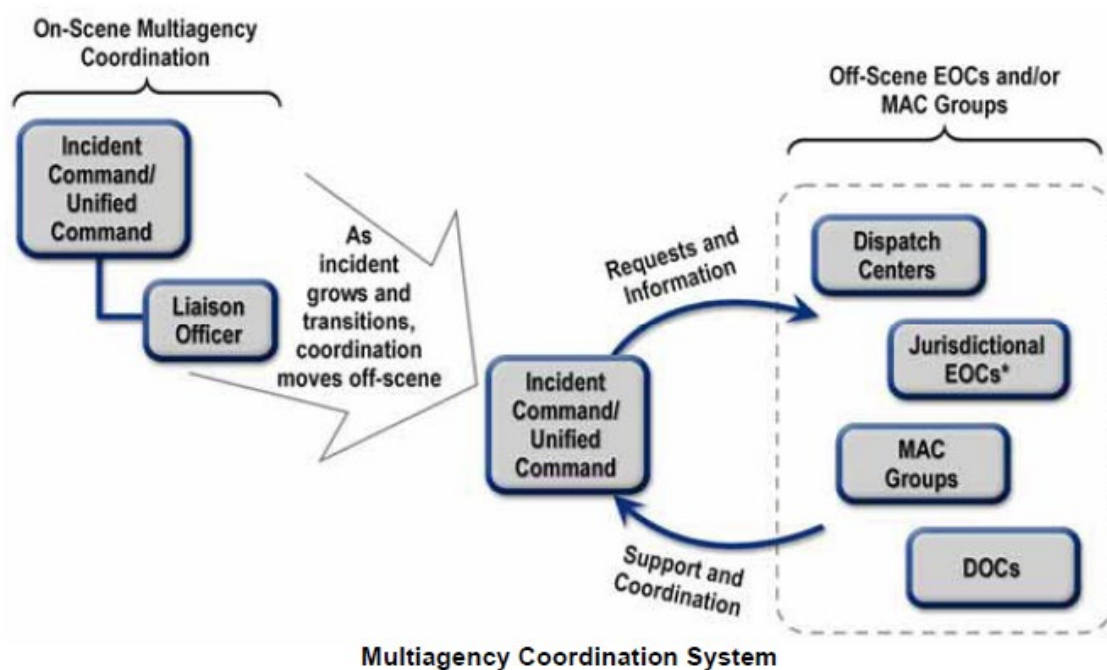 On-Scene Multiagency
Coordination
Incident
Command/
Unified
Command
Liaison
Officer
As
incident
grows and
transitions,
coordination
moves off-scene
Incident
Command/
Unified
Command
Requests and
Information
Support and
Coordination
Off-Scene EOCs and/or
MAC Groups
Dispatch
Centers
Jurisdictional
EOCs*
MAC
Groups
DOCs
Multiagency Coordination System